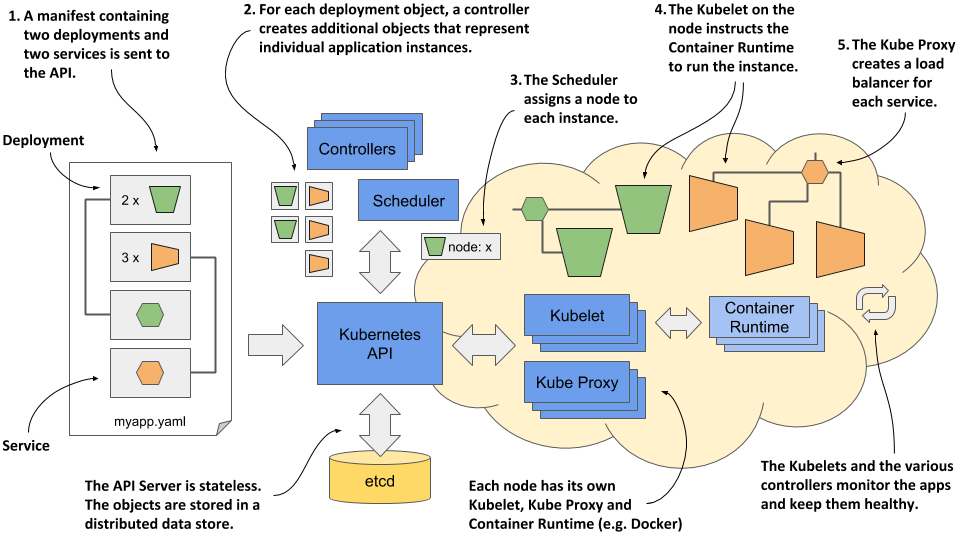 1. A manifest containing
two deployments and
two services is sent
to the API.
2. For each deployment object, a controller
creates additional objects that represent
individual application instances.
3. The Scheduler
assigns a node to
each instance.
4. The Kubelet on the
node instructs the
Container Runtime
to run the instance.
5. The Kube Proxy
creates a load
balancer for
each service.
Deployment
2 x
3 x
myapp.yaml
Service
Controllers
Scheduler
node: x
Kubernetes
API
Kubelet
Container
Runtime
Kube Proxy
etcd
The API Server is stateless.
The objects are stored in a
distributed data store.
Each node has its own
Kubelet, Kube Proxy and
Container Runtime (e.g. Docker)
The Kubelets and the various
controllers monitor the apps
and keep them healthy.